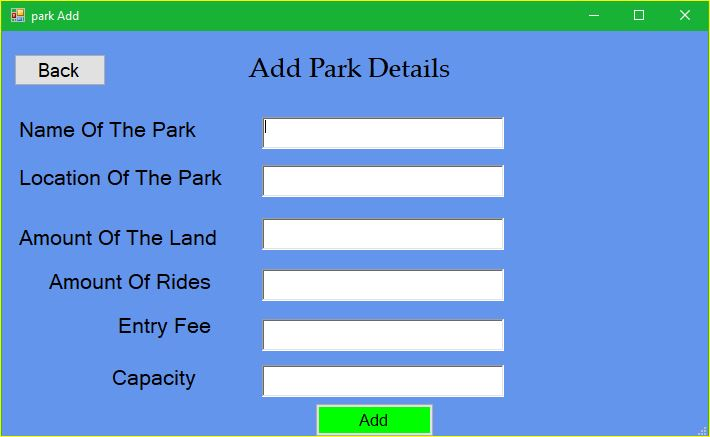 park Add
Back
Add Park Details
Name Of The Park
Location Of The Park
Amount Of The Land
Amount Of Rides
Entry Fee
Capacity
Add